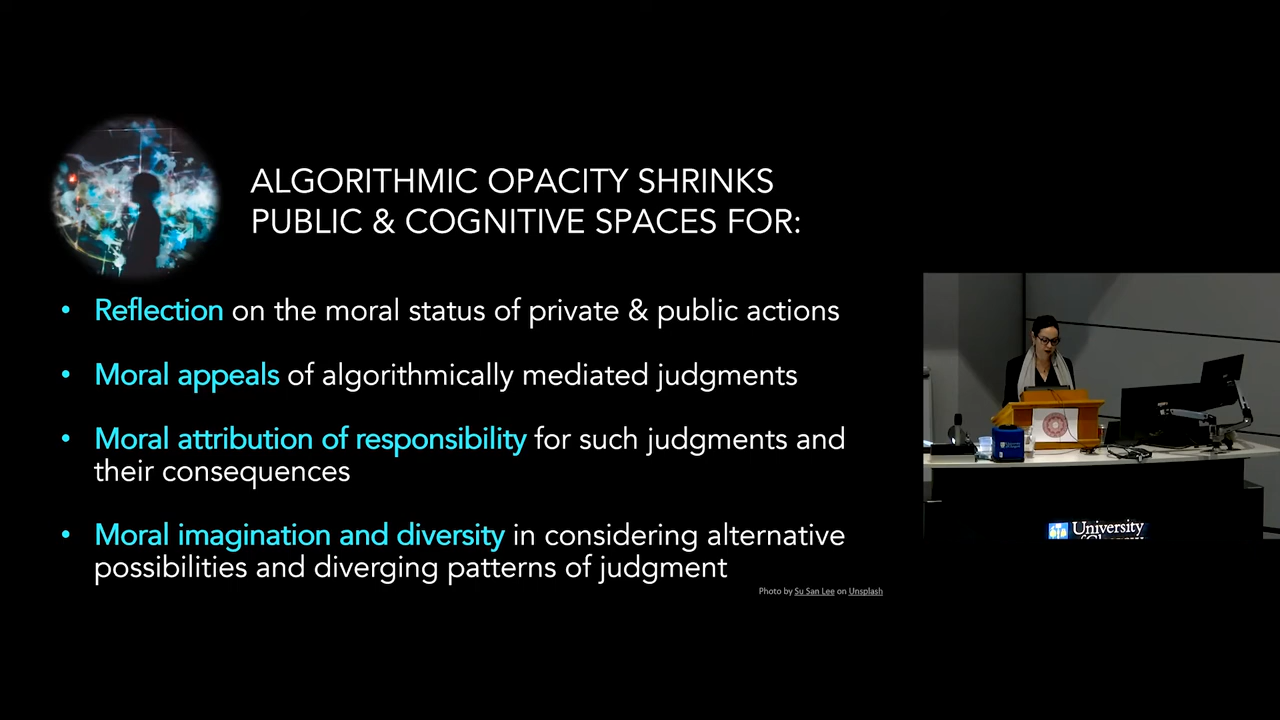 ALGORITHMIC OPACITY SHRINKS
PUBLIC & COGNITIVE SPACES FOR:
• Reflection on the moral status of private & public actions
• Moral appeals of algorithmically mediated judgments
• Moral attribution of responsibility for such judgments and
their consequences
• Moral imagination and diversity in considering alternative
possibilities and diverging patterns of judgment
Photo by Su San Lee on Unsplash
University